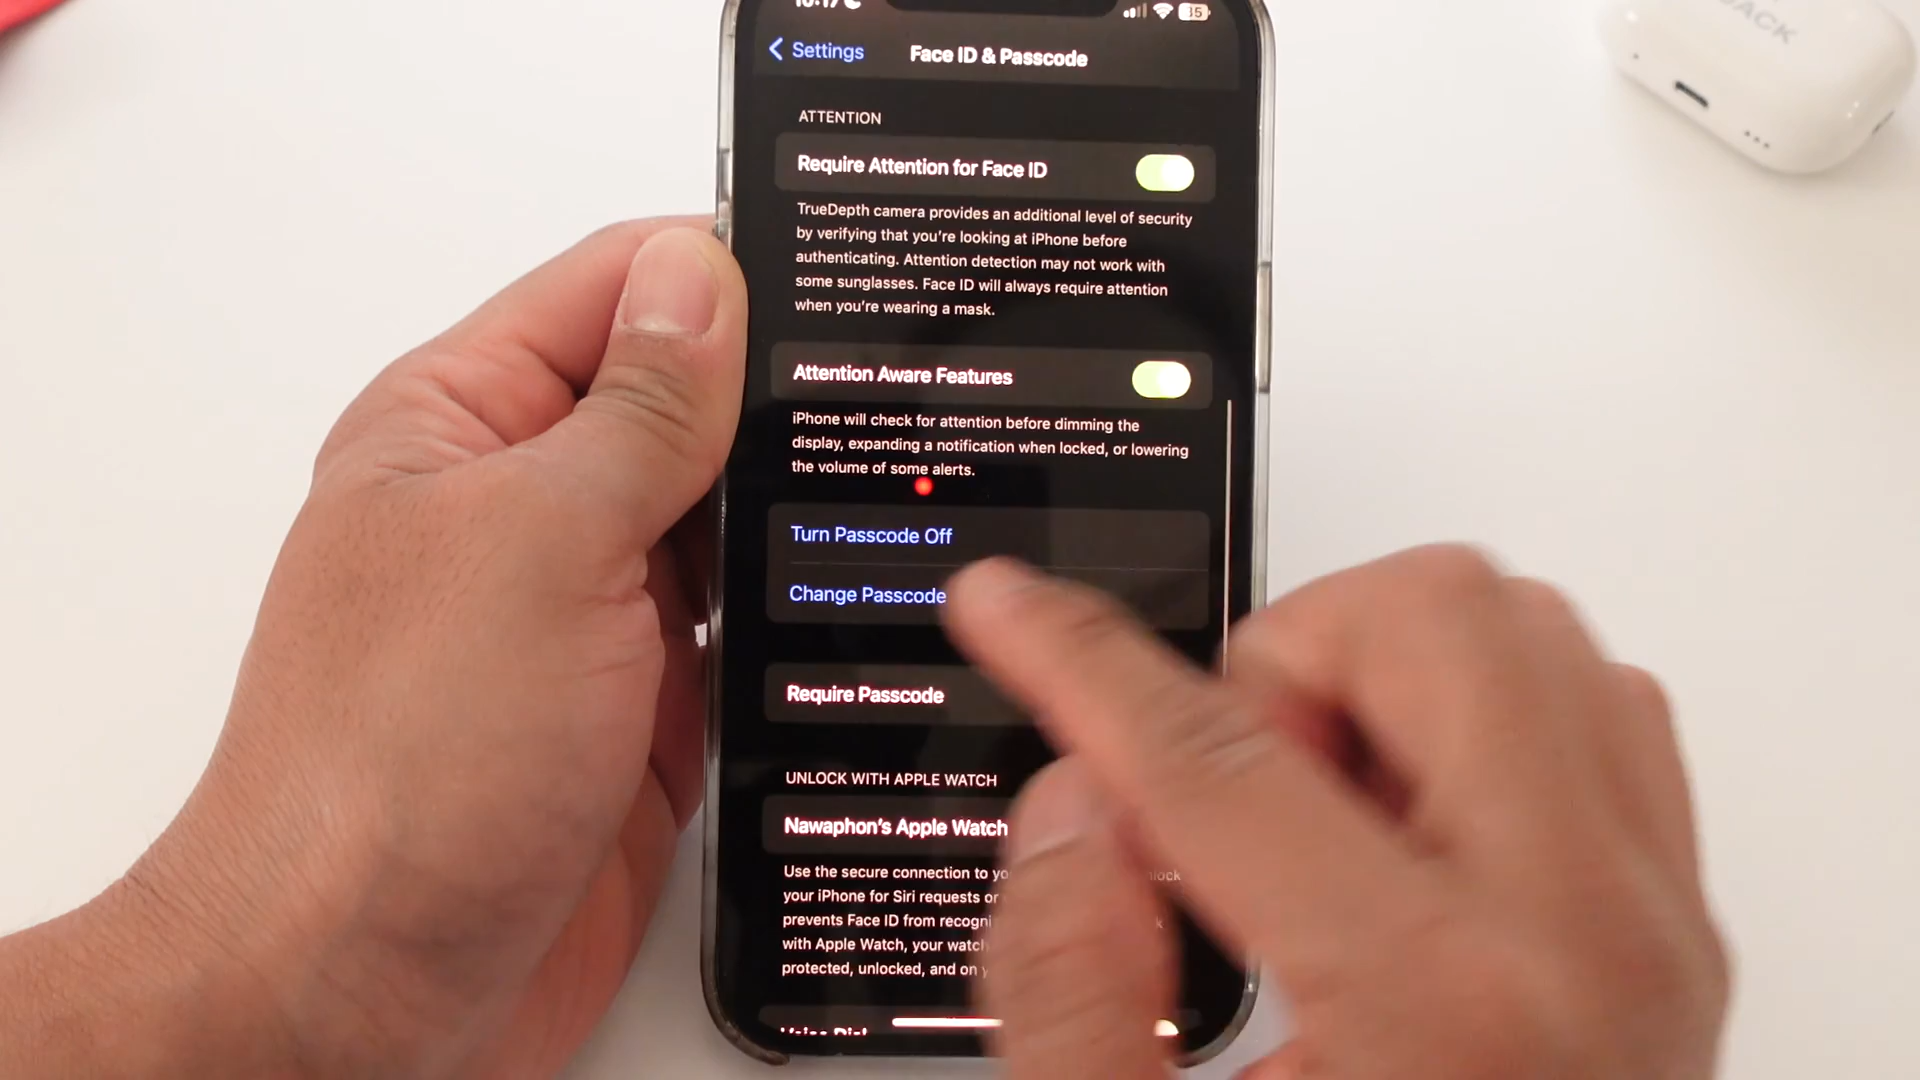 Settings
Face ID & Passcode
35
JACK
ATTENTION
Require Attention for Face ID
TrueDepth camera provides an additional level of security
by verifying that you're looking at iPhone before
authenticating. Attention detection may not work with
some sunglasses. Face ID will always require attention
when you're wearing a mask.
Attention Aware Features
iPhone will check for attention before dimming the
display, expanding a notification when locked, or lowering
the volume of some alerts.
Turn Passcode Off
Change Passcode
Require Passcode
UNLOCK WITH APPLE WATCH
Nawaphon's Apple Watch
Use the secure connection to
your iPhone for Siri requests or
prevents Face ID from
with Apple Watch, your
protected, unlocked, and on
Voice Dial